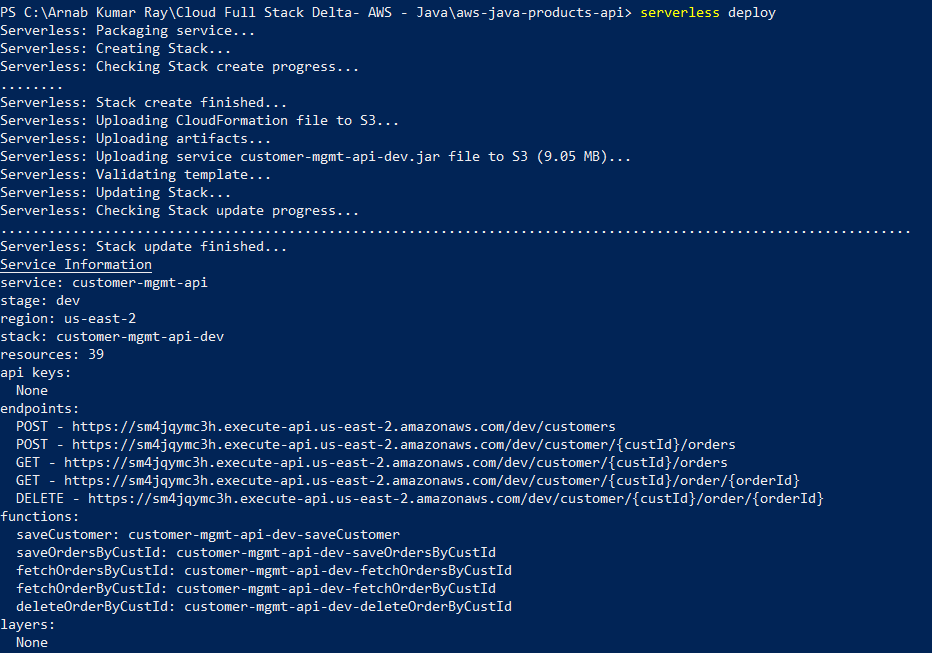 PS C:\Arnab Kumar Ray\Cloud Full Stack Delta- AWS - Java\aws-java-products-api> serverless deploy
Serverless: Packaging service...
Serverless: Creating Stack...
Serverless: Checking Stack create progress...
........
Serverless: Stack create finished...
Serverless: Uploading CloudFormation file to S3...
Serverless: Uploading artifacts...
Serverless: Uploading service customer-mgmt-api-dev.jar file to S3 (9.05 MB)...
Serverless: Validating template...
Serverless: Updating Stack...
Serverless: Checking Stack update progress...
..................................................................................................................
Serverless: Stack update finished...
Service Information
service: customer-mgmt-api
stage: dev
region: us-east-2
stack: customer-mgmt-api-dev
resources: 39
api keys:
  None
endpoints:
  POST - https://sm4jqymc3h.execute-api.us-east-2.amazonaws.com/dev/customers
  POST - https://sm4jqymc3h.execute-api.us-east-2.amazonaws.com/dev/customer/{custId}/orders
  GET - https://sm4jqymc3h.execute-api.us-east-2.amazonaws.com/dev/customer/{custId}/orders
  GET - https://sm4jqymc3h.execute-api.us-east-2.amazonaws.com/dev/customer/{custId}/order/{orderId}
  DELETE - https://sm4jqymc3h.execute-api.us-east-2.amazonaws.com/dev/customer/{custId}/order/{orderId}
functions:
  saveCustomer: customer-mgmt-api-dev-saveCustomer
  saveOrdersByCustId: customer-mgmt-api-dev-saveOrdersByCustId
  fetchOrdersByCustId: customer-mgmt-api-dev-fetchOrdersByCustId
  fetchOrderByCustId: customer-mgmt-api-dev-fetchOrderByCustId
  deleteOrderByCustId: customer-mgmt-api-dev-deleteOrderByCustId
layers:
  None